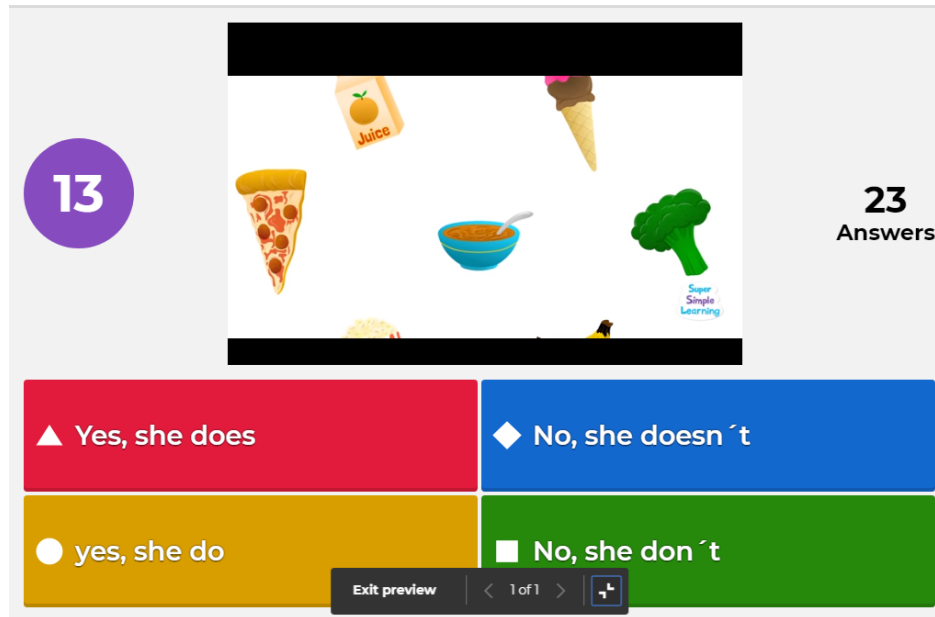 Juice
13
23
Answers
Super
Simple
Learning
Yes, she does
No, she doesn´t
yes, she do
No, she don´t
Exit preview
1 of 1